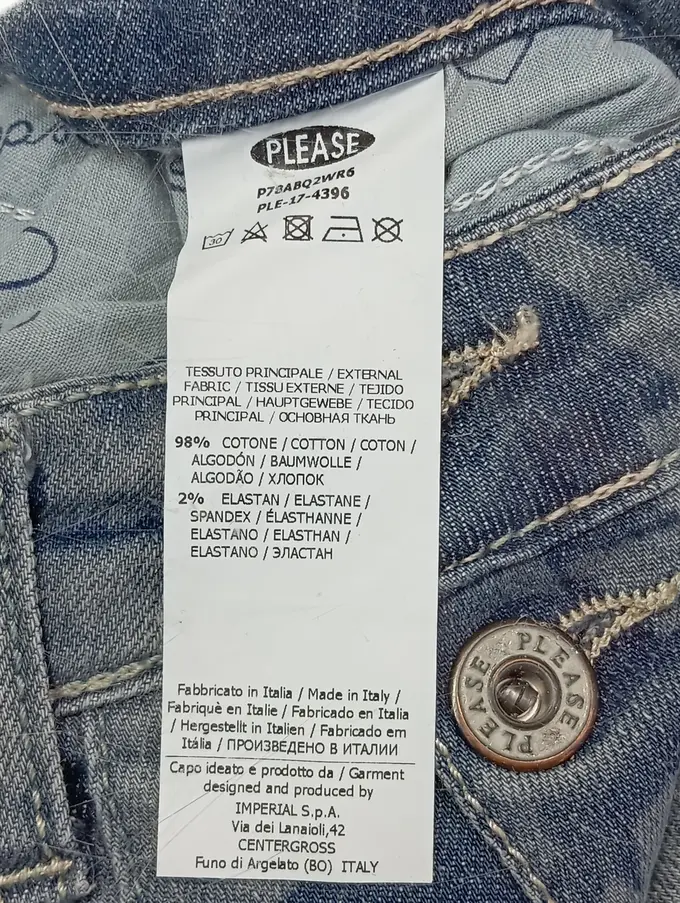 PLEASE
P78ABQ2WR6
PLE-17-4396
30
TESSUTO PRINCIPALE / EXTERNAL
FABRIC / TISSU EXTERNE / TEJIDO
PRINCIPAL / HAUPTGEWEBE / TECIDO
PRINCIPAL / ОСНОВНАЯ ТКАНЬ
98% COTONE / COTTON / COTON /
ALGODÓN / BAUMWOLLE /
ALGODÃO / ХЛОПОК
2% ELASTAN / ELASTANE /
SPANDEX / ÉLASTHANNE /
ELASTANO / ELASTHAN /
ELASTANO / ЭЛАСТАН
PLEASE PLEASE
Fabbricato in Italia / Made in Italy /
Fabriquè en Italie / Fabricado en Italia
/ Hergestellt in Italien / Fabricado em
Itália / ПРОИЗВЕДЕНО В ИТАЛИИ
Capo ideato e prodotto da / Garment
designed and produced by
IMPERIAL S.p.A.
Via dei Lanaioli,42
CENTERGROSS
Funo di Argelato (BO) ITALY